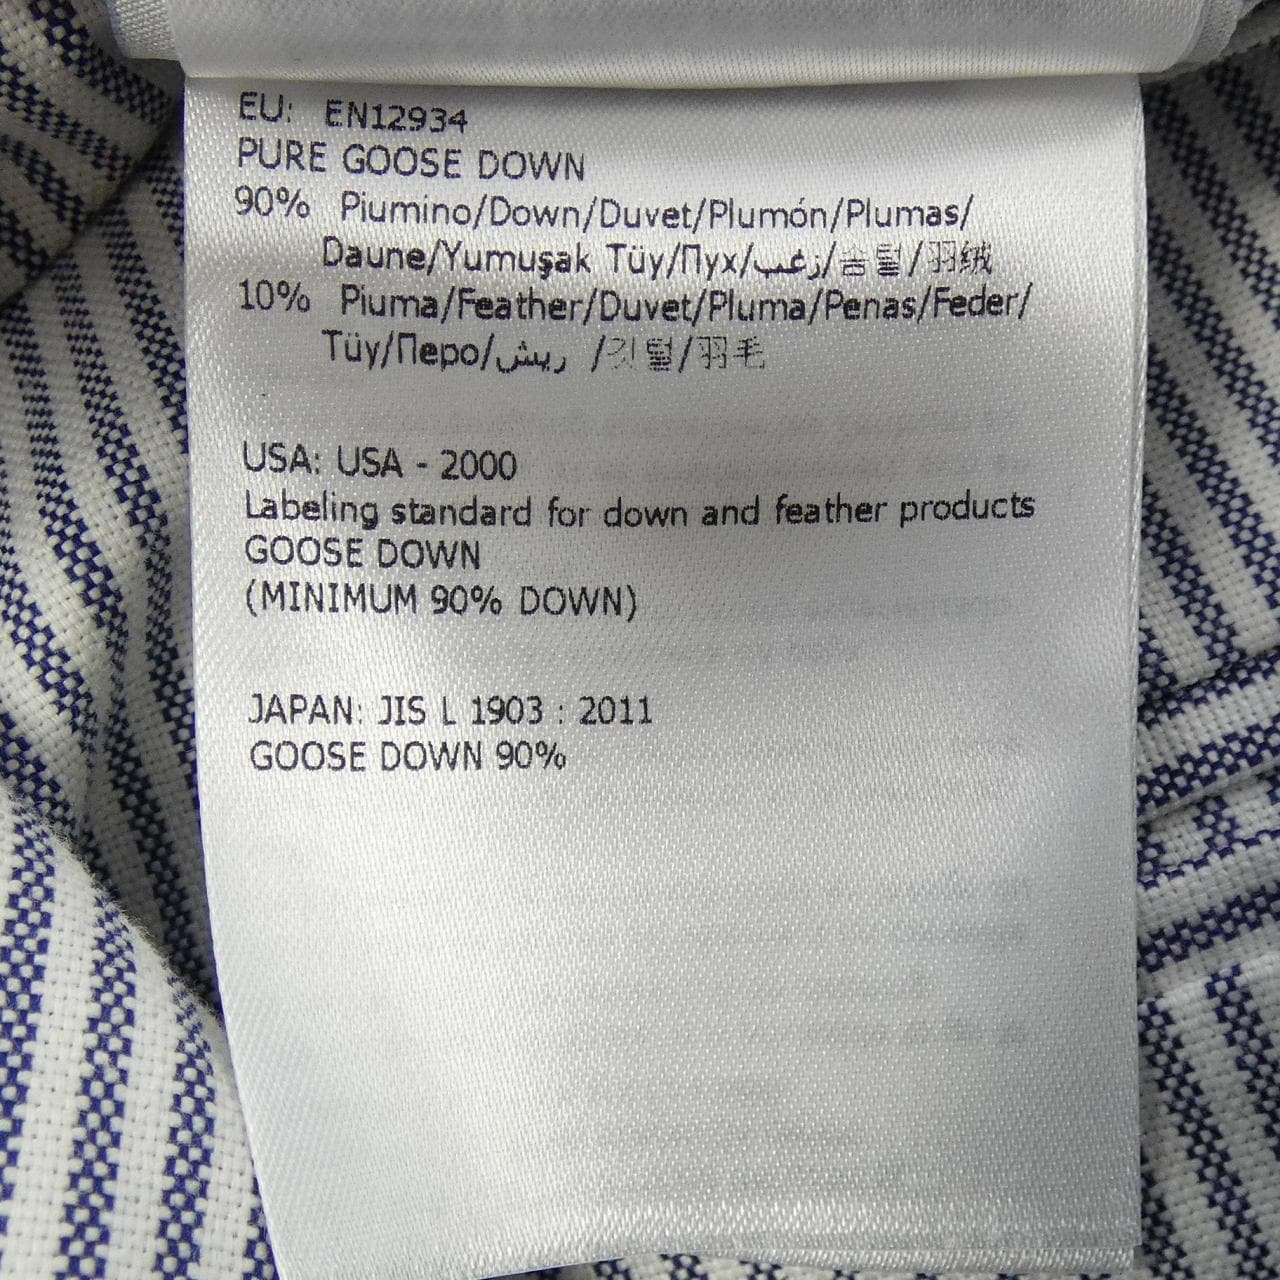 EU: EN12934
PURE GOOSE DOWN
90% Piumino/Down/Duvet/Plumón/Plumas/
Daune/Yumuşak Tüy/Пух/زغب/솜털/羽绒
10% Piuma/Feather/Duvet/Pluma/Penas/Feder/
Tüy/Перо/ريش /깃털/羽毛
USA: USA - 2000
Labeling standard for down and feather products
GOOSE DOWN
(MINIMUM 90% DOWN)
JAPAN: JIS L 1903 : 2011
GOOSE DOWN 90%